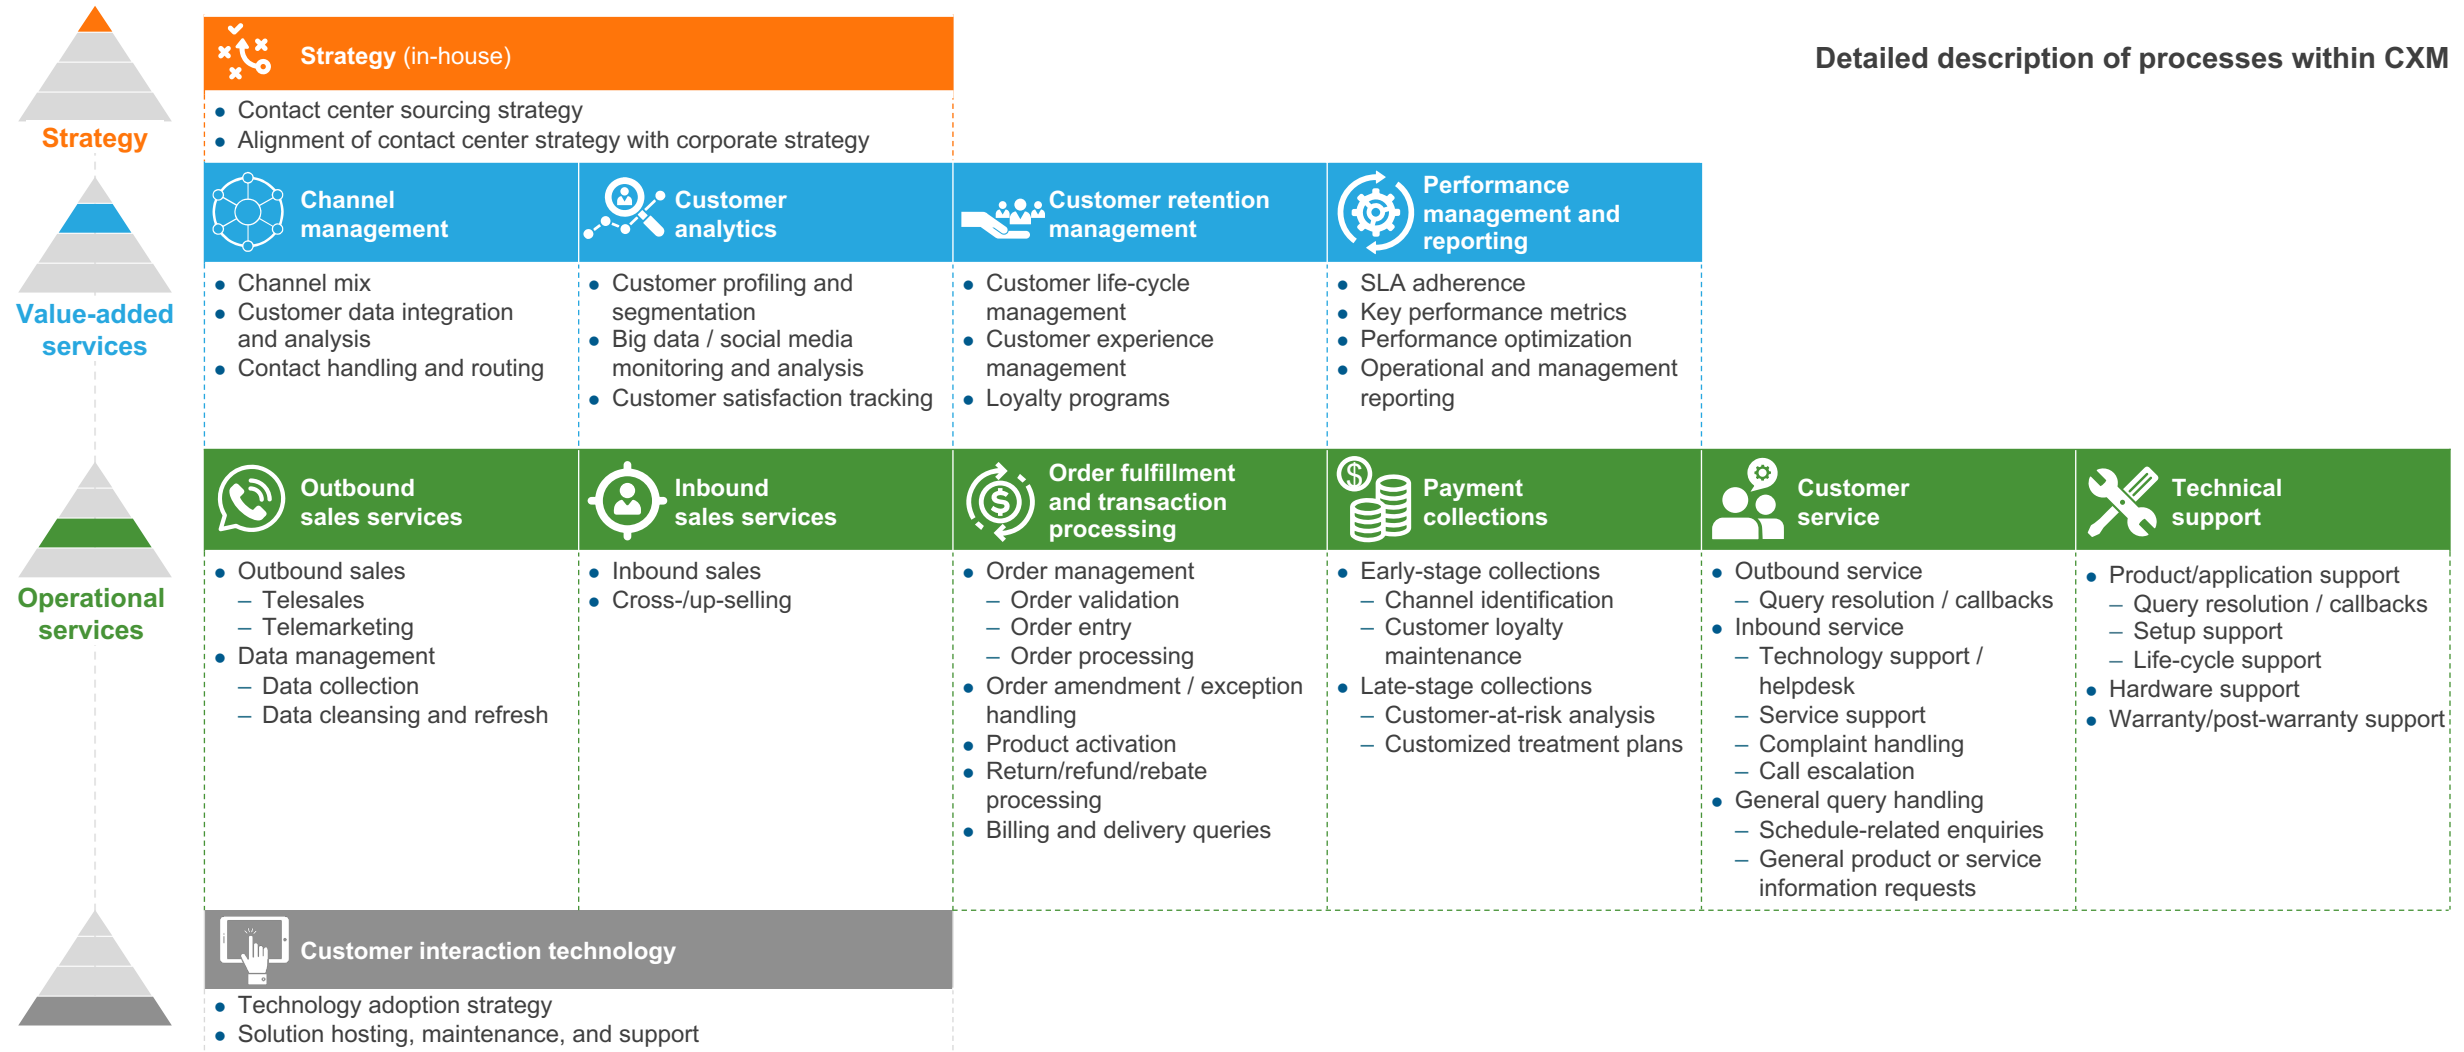 Detailed description of processes within CXM
Strategy
Strategy (in-house)
• Contact center sourcing strategy
• Alignment of contact center strategy with corporate strategy
Value-added
services
Channel
management
• Channel mix
• Customer data integration
and analysis
• Contact handling and routing
Customer
analytics
• Customer profiling and
segmentation
• Big data / social media
monitoring and analysis
• Customer satisfaction tracking
Customer retention
management
• Customer life-cycle
management
• Customer experience
management
• Loyalty programs
Performance
management and
reporting
• SLA adherence
• Key performance metrics
• Performance optimization
• Operational and management
reporting
Operational
services
Outbound
sales services
• Outbound sales
– Telesales
– Telemarketing
• Data management
– Data collection
– Data cleansing and refresh
Inbound
sales services
• Inbound sales
• Cross-/up-selling
Order fulfillment
and transaction
processing
• Order management
– Order validation
– Order entry
– Order processing
• Order amendment / exception
handling
• Product activation
• Return/refund/rebate
processing
• Billing and delivery queries
Payment
collections
• Early-stage collections
– Channel identification
– Customer loyalty
maintenance
• Late-stage collections
– Customer-at-risk analysis
– Customized treatment plans
Customer
service
• Outbound service
– Query resolution / callbacks
• Inbound service
– Technology support /
helpdesk
– Service support
– Complaint handling
– Call escalation
• General query handling
– Schedule-related enquiries
– General product or service
information requests
Technical
support
• Product/application support
– Query resolution / callbacks
– Setup support
– Life-cycle support
• Hardware support
• Warranty/post-warranty support
Customer interaction technology
• Technology adoption strategy
• Solution hosting, maintenance, and support